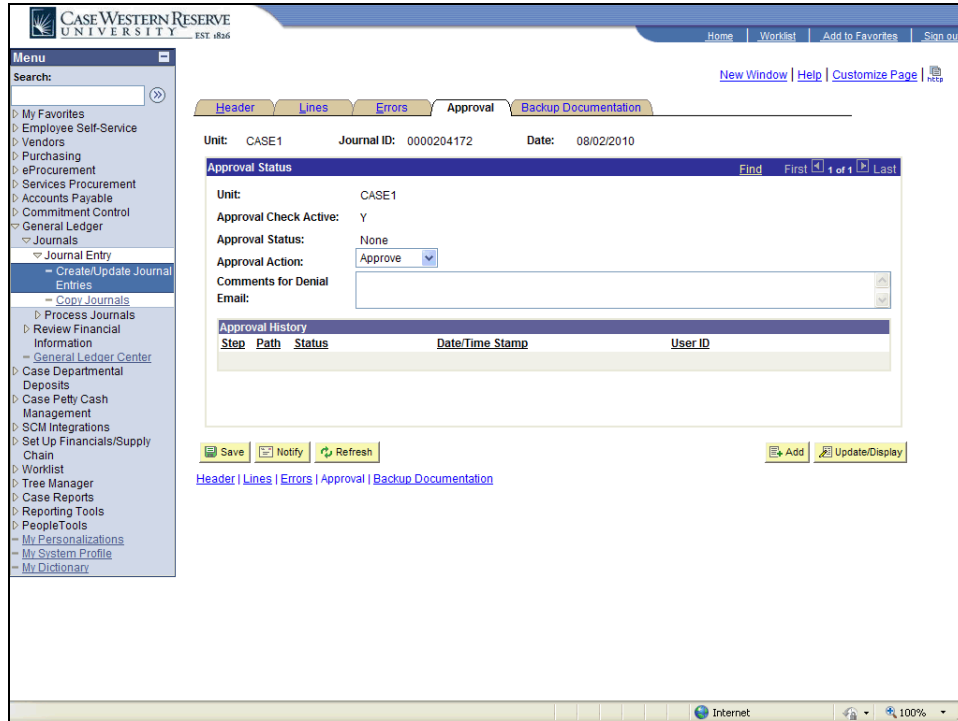 CASE WESTERN RESERVE
UNIVERSITY EST. 1826
Home Worklist Add to Favorites Sign ou
Menu
Search:
My Favorites
Employee Self-Service
Vendors
Purchasing
eProcurement
Services Procurement
Accounts Payable
Commitment Control
General Ledger
Journals
Journal Entry
Create/Update Journal
Entries
Copy Journals
Process Journals
Review Financial
Information
General Ledger Center
Case Departmental
Deposits
Case Petty Cash
Management
SCM Integrations
Set Up Financials/Supply
Chain
Worklist
Tree Manager
Case Reports
Reporting Tools
PeopleTools
My Personalizations
My System Profile
My Dictionary
New Window | Help | Customize Page | http
Header Lines Errors Approval Backup Documentation
Unit: CASE1 Journal ID: 0000204172 Date: 08/02/2010
Approval Status Find First 1 of 1 Last
Unit: CASE1
Approval Check Active: Y
Approval Status: None
Approval Action: Approve
Comments for Denial
Email:
Approval History
Step Path Status Date/Time Stamp User ID
Save Notify Refresh Add Update/Display
Header | Lines | Errors | Approval | Backup Documentation
Internet 100%